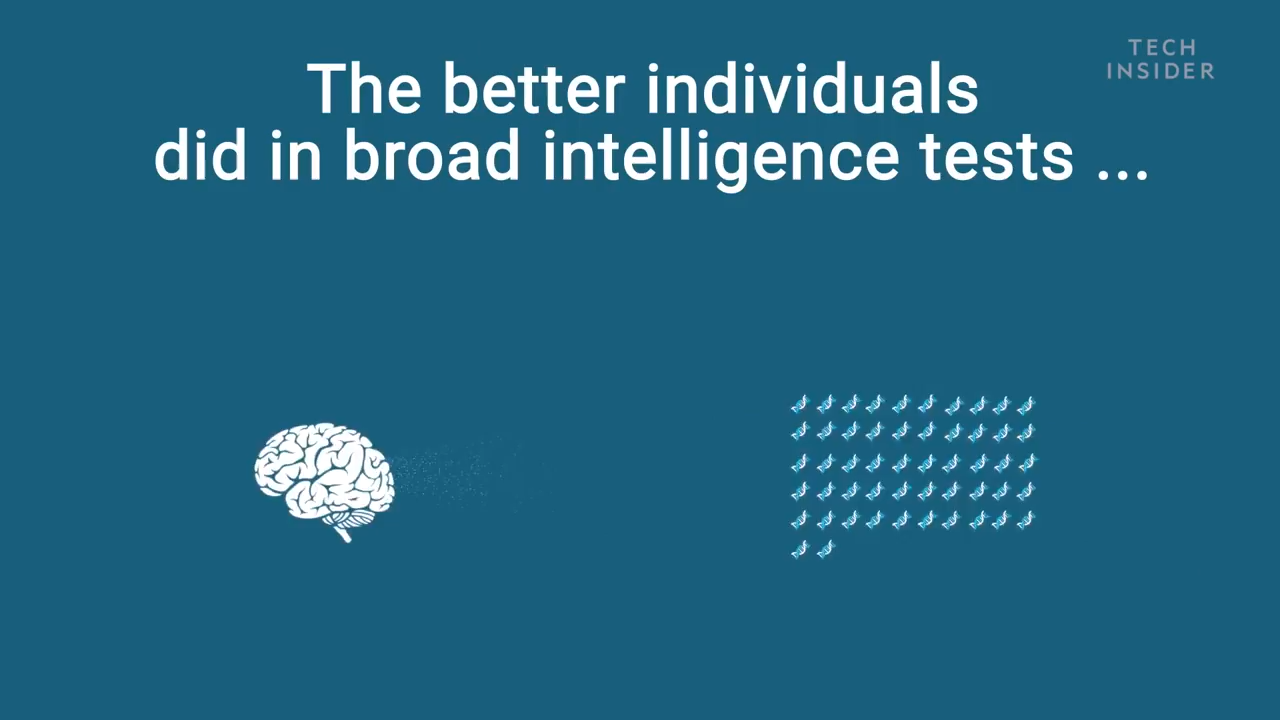 TECH
INSIDER
The better individuals
did in broad intelligence tests ...